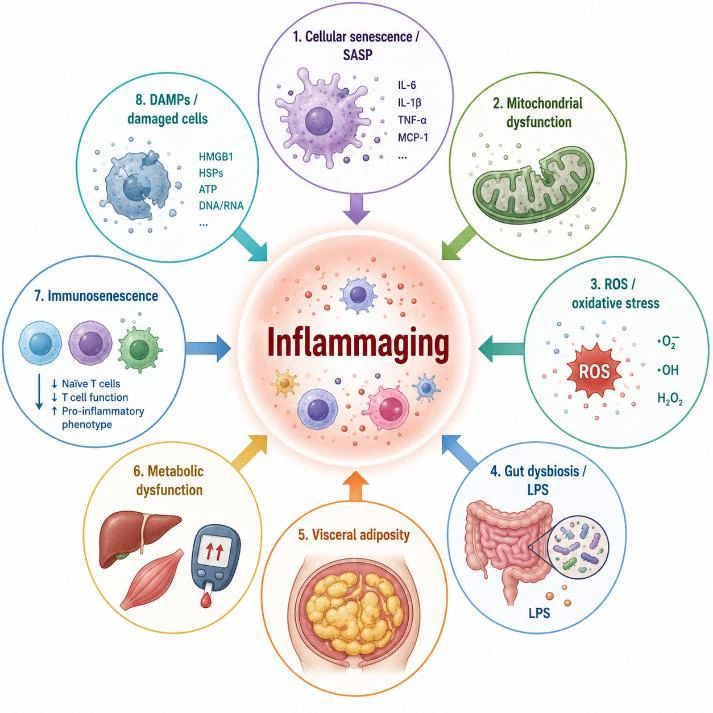 1. Cellular senescence /
SASP
IL-6
IL-1β
TNF-α
MCP-1
...
2. Mitochondrial
dysfunction
3. ROS /
oxidative stress
ROS
·O₂⁻
·OH
H₂O₂
4. Gut dysbiosis /
LPS
LPS
5. Visceral adiposity
6. Metabolic
dysfunction
↑↑
7. Immunosenescence
↓ Naïve T cells
↓ T cell function
↑ Pro-inflammatory
phenotype
8. DAMPs /
damaged cells
HMGB1
HSPs
ATP
DNA/RNA
...
Inflammaging